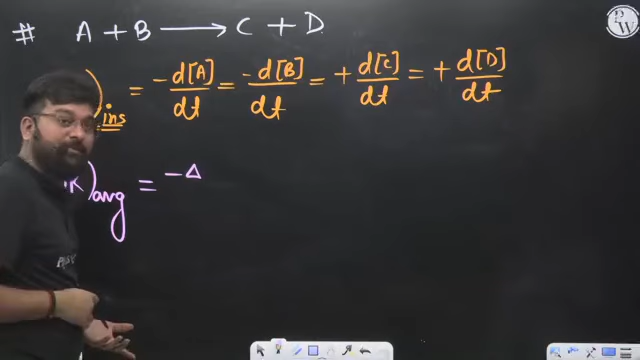 # A + B ⟶ C + D
)ins = -d[A]/dt = -d[B]/dt = +d[C]/dt = +d[D]/dt
)avg = -Δ